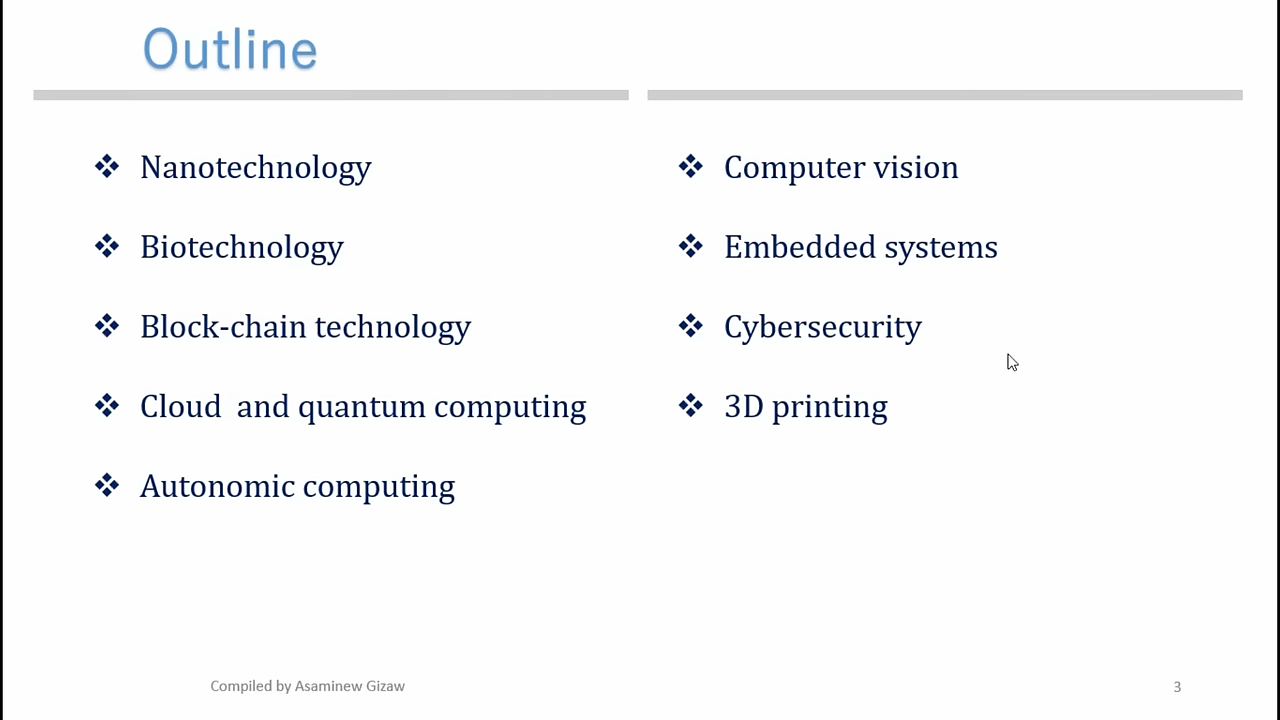 Outline
Nanotechnology
Biotechnology
Block-chain technology
Cloud  and quantum computing
Autonomic computing
Computer vision
Embedded systems
Cybersecurity
3D printing
Compiled by Asaminew Gizaw
3